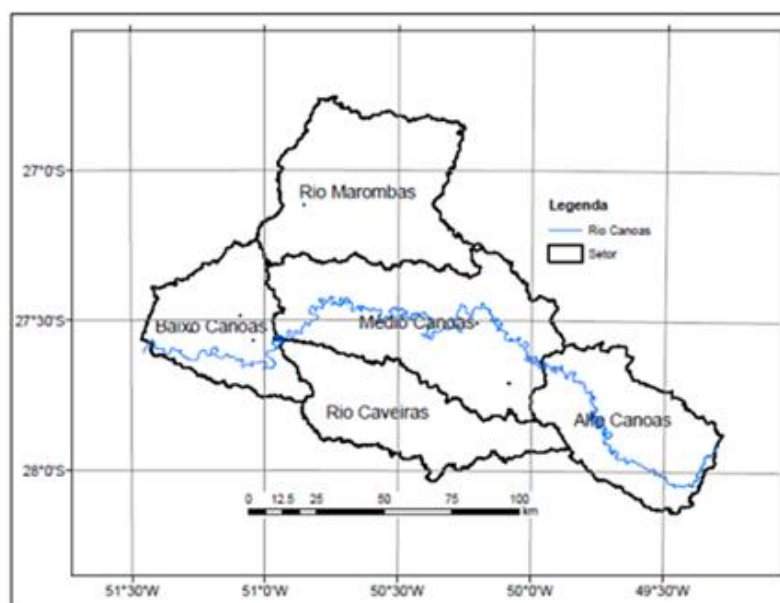 27°0'S
Rio Marombas
Legenda
Rio Canoas
Setor
27°30'S
Baixo Canoas
Médio Canoas
Rio Caveiras
Alto Canoas
28°0'S
0 12.5 25 50 75 100
km
51°30'W 51°0'W 50°30'W 50°0'W 49°30'W